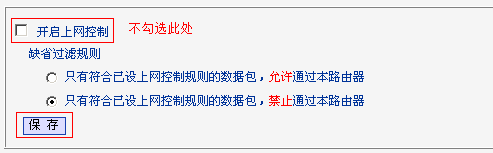 开启上网控制 不勾选此处
缺省过滤规则
只有符合已设上网控制规则的数据包，允许通过本路由器
只有符合已设上网控制规则的数据包，禁止通过本路由器
保 存